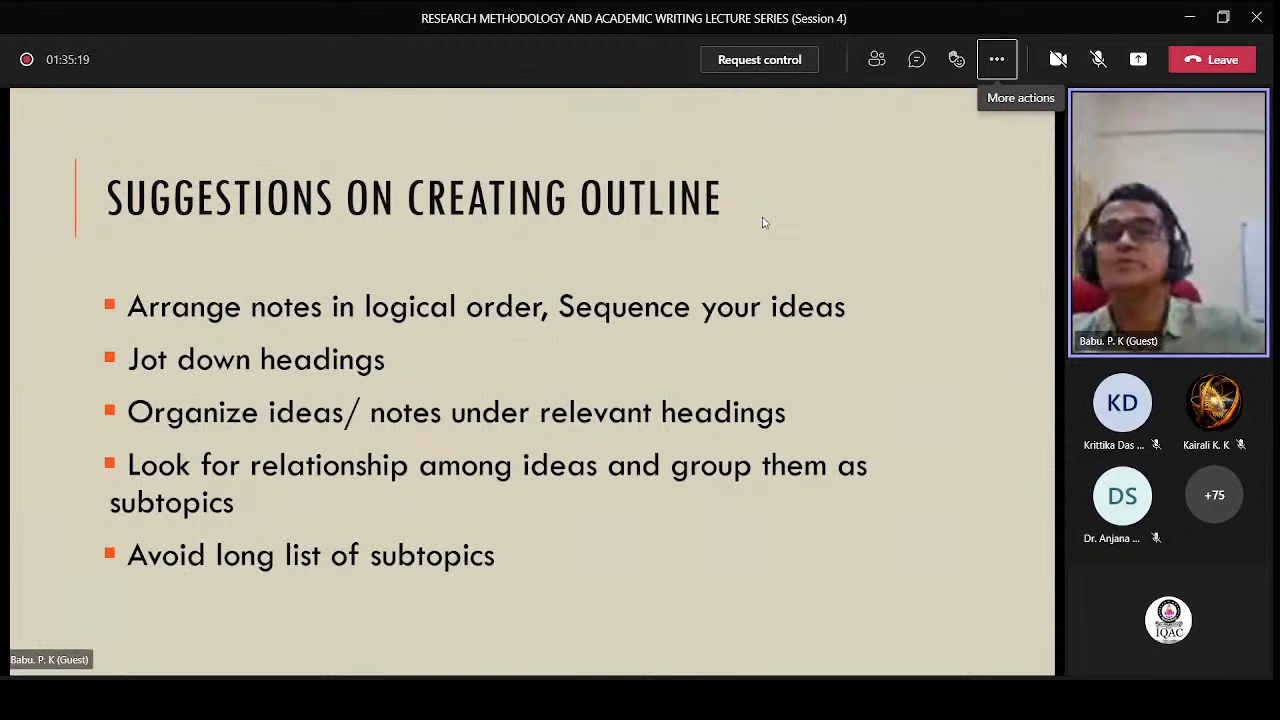 RESEARCH METHODOLOGY AND ACADEMIC WRITING LECTURE SERIES (Session 4)
01:35:19
Request control
Leave
More actions
SUGGESTIONS ON CREATING OUTLINE
Arrange notes in logical order, Sequence your ideas
Jot down headings
Organize ideas/ notes under relevant headings
Look for relationship among ideas and group them as
subtopics
Avoid long list of subtopics
Babu. P. K (Guest)
Babu. P. K (Guest)
KD
Krittika Das ...
Kairali K. K
DS
+75
Dr. Anjana ...
IQAC